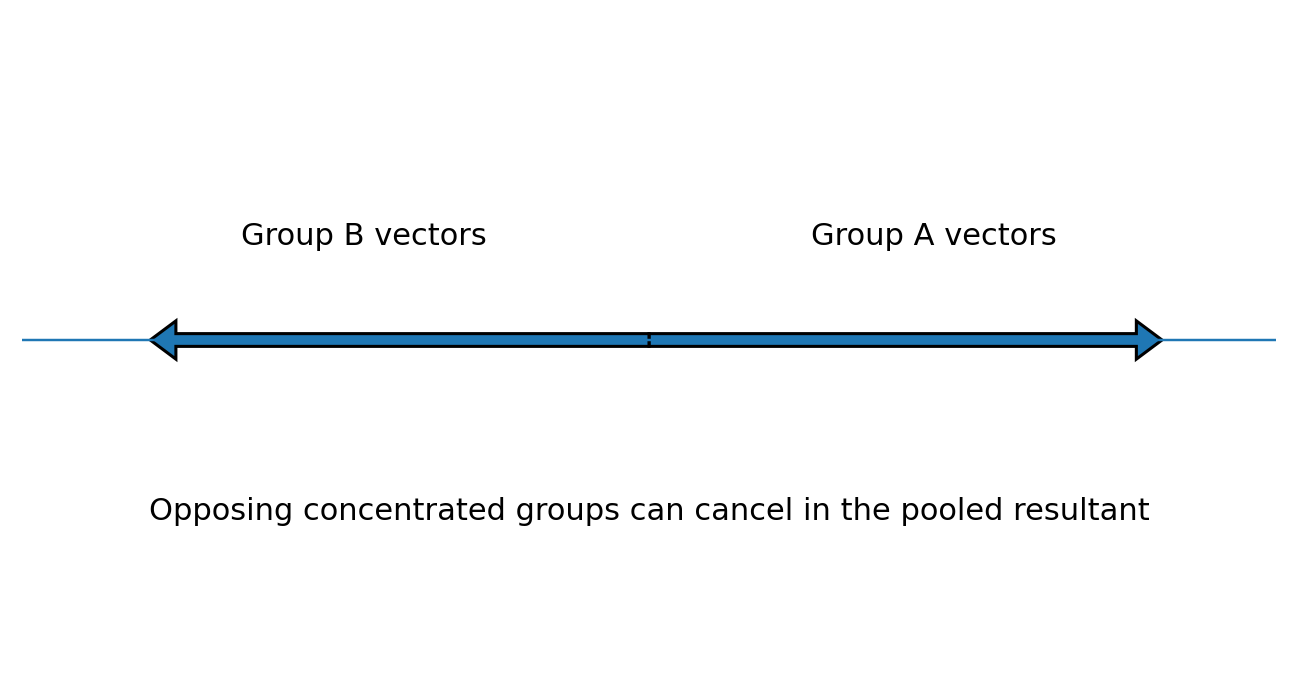 Group B vectors
Group A vectors
Opposing concentrated groups can cancel in the pooled resultant